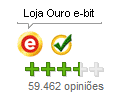 Loja Ouro e-bit
e
59.462 opiniões